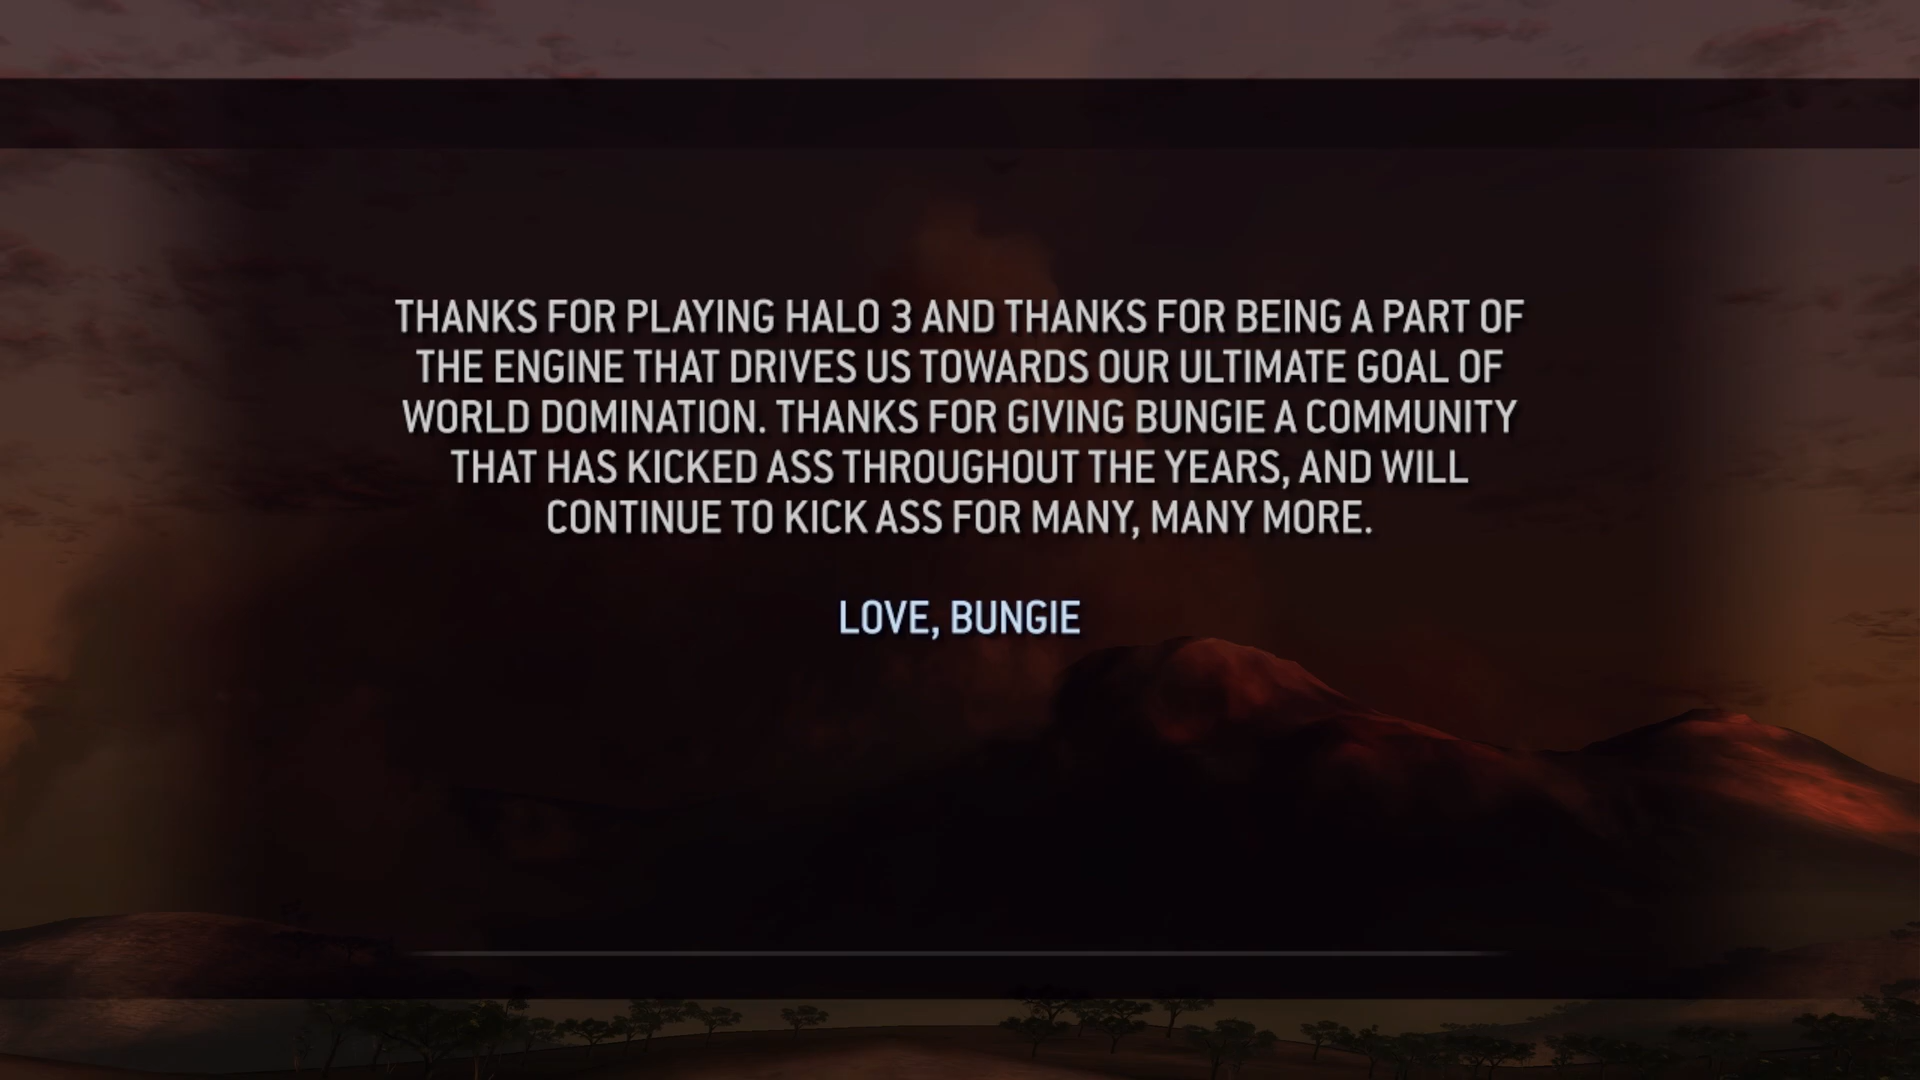 THANKS FOR PLAYING HALO 3 AND THANKS FOR BEING A PART OF
THE ENGINE THAT DRIVES US TOWARDS OUR ULTIMATE GOAL OF
WORLD DOMINATION. THANKS FOR GIVING BUNGIE A COMMUNITY
THAT HAS KICKED ASS THROUGHOUT THE YEARS, AND WILL
CONTINUE TO KICK ASS FOR MANY, MANY MORE.
LOVE, BUNGIE